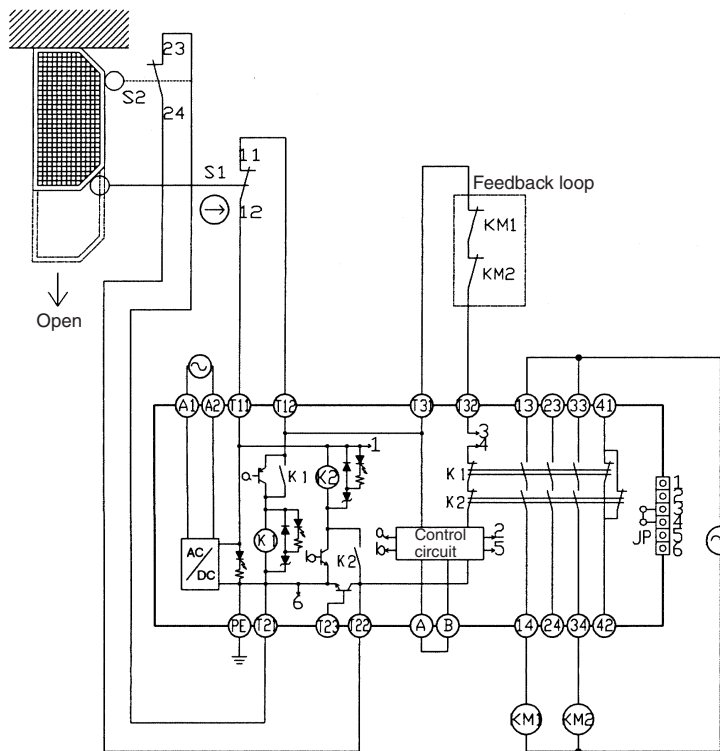 23
S2
24
11
S1
12
Feedback loop
KM1
KM2
Open
A1 A2 T11 T12 T31 T32 13 23 33 41
1
3
4
a
K1
K2
K1
K2
K1
b
K2
a
b
Control
circuit
2
5
AC
DC
6
JP
1
2
3
4
5
6
PE T21 T23 T22 A B 14 24 34 42
KM1 KM2